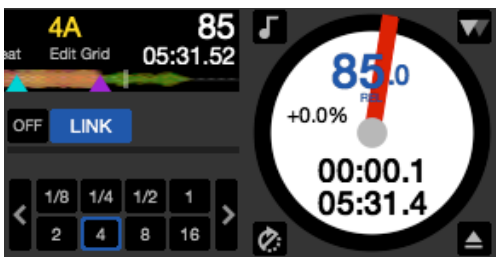 4A 85
eat Edit Grid 05:31.52
OFF LINK
1/8 1/4 1/2 1
2 4 8 16
85.0
+0.0%
00:00.1
05:31.4